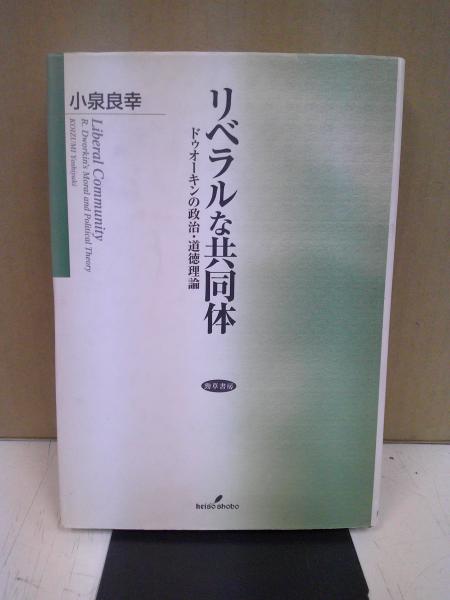 小泉良幸
リベラルな共同体
ドゥオーキンの政治・道徳理論
Liberal Community
R. Dworkin's Moral and Political Theory
KOIZUMI Yoshiyuki
勁草書房
keiso shobo